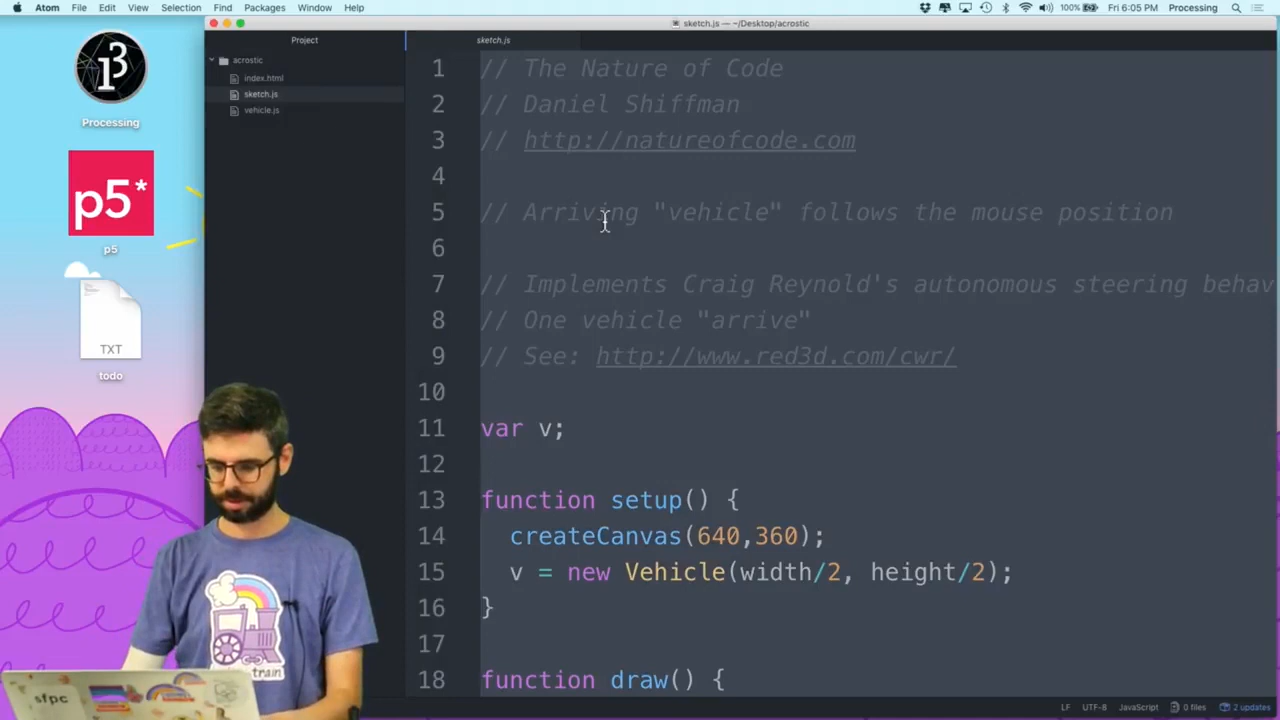 Atom File Edit View Selection Find Packages Window Help
100% Fri 6:05 PM Processing
sketch.js — ~/Desktop/acrostic
Project
sketch.js
acrostic
index.html
sketch.js
vehicle.js
Processing
p5*
p5
TXT
todo
1 // The Nature of Code
2 // Daniel Shiffman
3 // http://natureofcode.com
4
5 // Arriving "vehicle" follows the mouse position
6
7 // Implements Craig Reynold's autonomous steering behav
8 // One vehicle "arrive"
9 // See: http://www.red3d.com/cwr/
10
11 var v;
12
13 function setup() {
14 createCanvas(640,360);
15 v = new Vehicle(width/2, height/2);
16 }
17
18 function draw() {
train
sfpc
LF UTF-8 JavaScript 0 files 2 updates